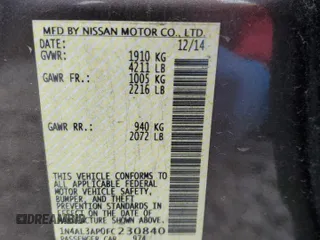 MFD BY NISSAN MOTOR CO., LTD.
DATE: 12/14
GVWR: 1910 KG
4211 LB
GAWR FR: 1005 KG
2216 LB
GAWR RR: 940 KG
2072 LB
THIS VEHICLE CONFORMS TO
ALL APPLICABLE FEDERAL
MOTOR VEHICLE SAFETY,
BUMPER, AND THEFT
PREVENTION STANDARDS IN
EFFECT ON THE DATE OF
MANUFACTURE SHOWN ABOVE.
1N4AL3AP0FC230840
PASSENGER CAR 974
DREAMBID